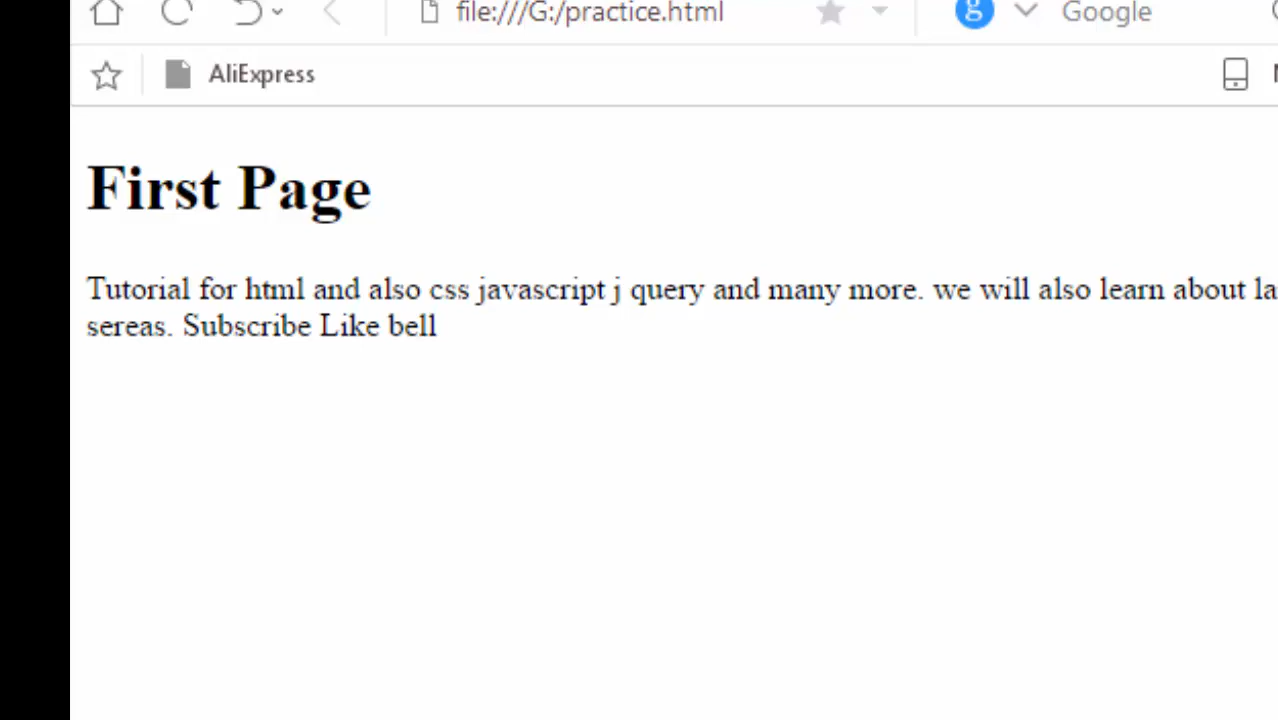 file:///G:/practice.html Google
AliExpress
First Page
Tutorial for html and also css javascript j query and many more. we will also learn about la
sereas. Subscribe Like bell